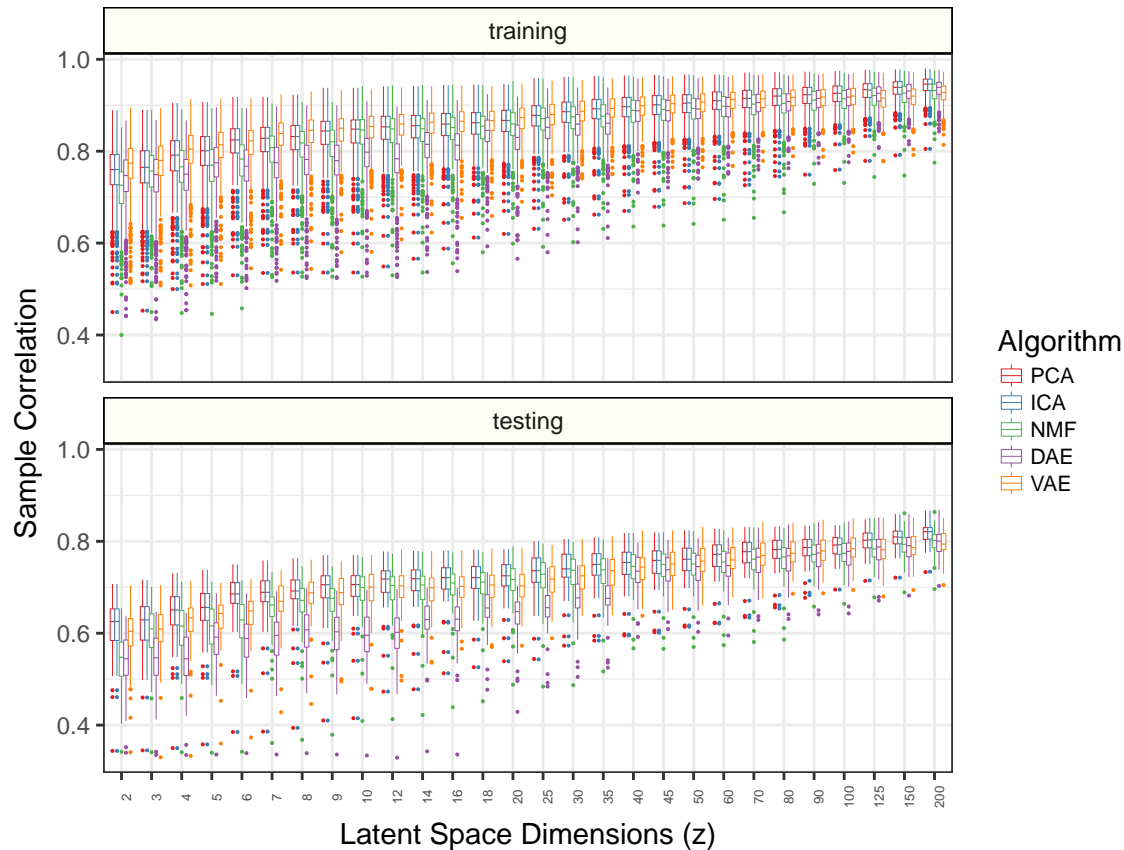 training
1.0
0.8
0.6
0.4
testing
1.0
0.8
0.6
0.4
Sample Correlation
2 3 4 5 6 7 8 9 10 12 14 16 18 20 25 30 35 40 45 50 60 70 80 90 100 125 150 200
Latent Space Dimensions (z)
Algorithm
PCA
ICA
NMF
DAE
VAE